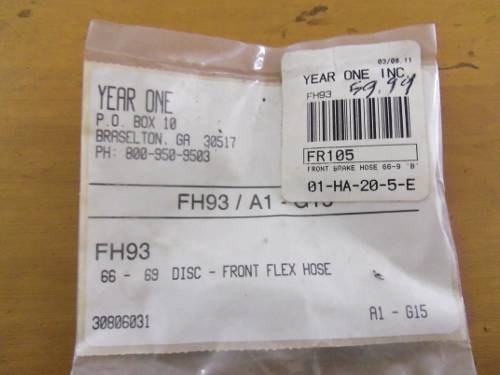 YEAR ONE
P.O. BOX 10
BRASELTON, GA 30517
PH: 800-950-9503
03/08.11
YEAR ONE INC.
FH93
59.99
FR105
FRONT BRAKE HOSE 66-9 'B'
01-HA-20-5-E
FH93 / A1 - G15
FH93
66 - 69 DISC - FRONT FLEX HOSE
30806031
A1 - G15